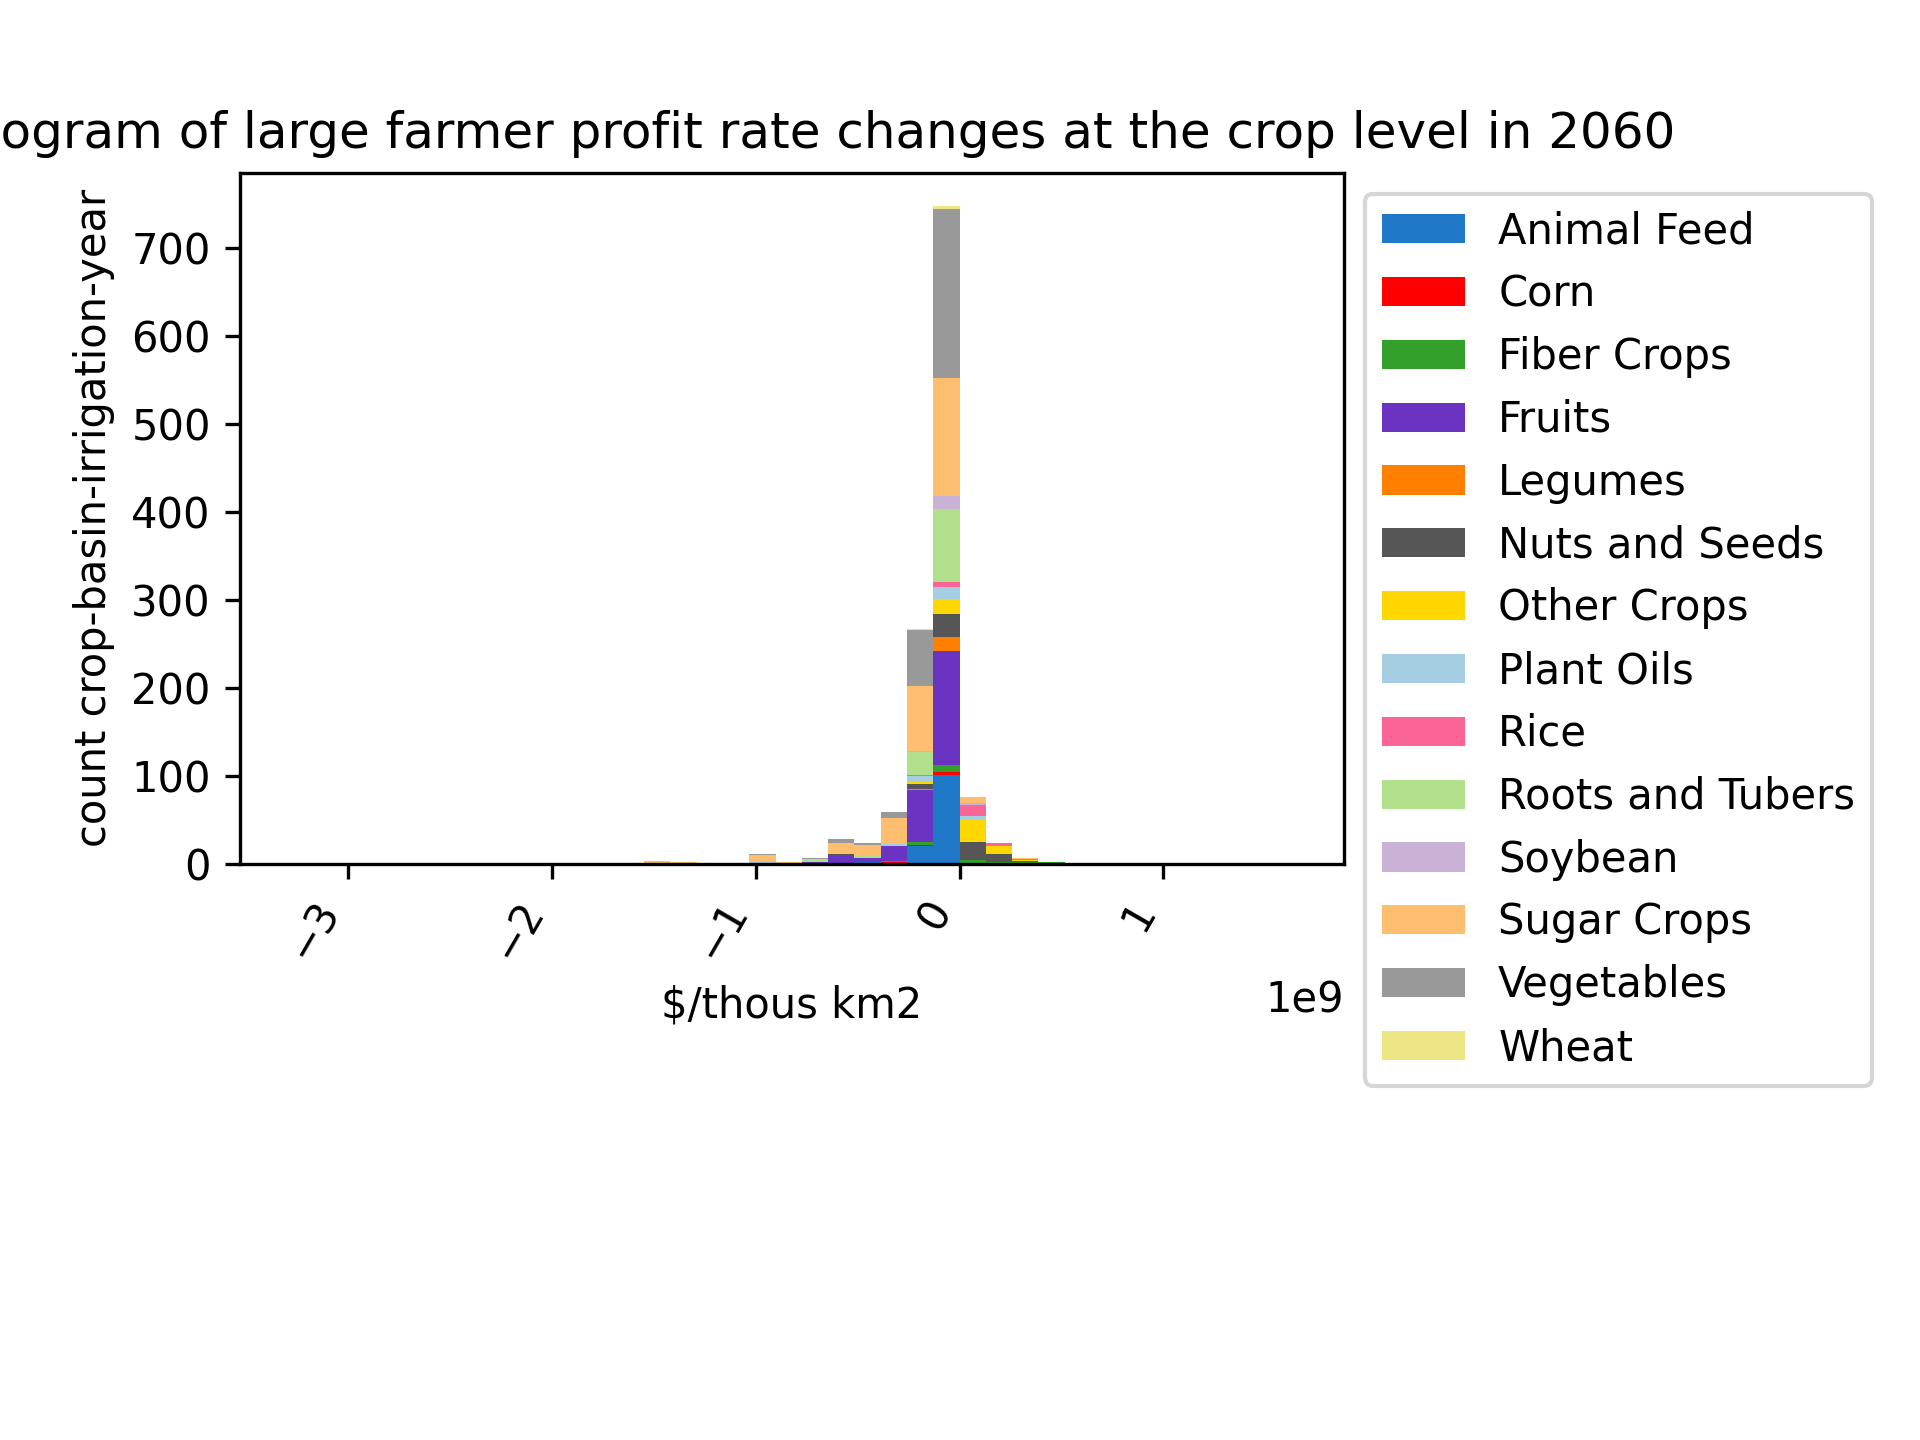 ogram of large farmer profit rate changes at the crop level in 2060
count crop-basin-irrigation-year
700
600
500
400
300
200
100
0
−3
−2
−1
0
1
$/thous km2
1e9
Animal Feed
Corn
Fiber Crops
Fruits
Legumes
Nuts and Seeds
Other Crops
Plant Oils
Rice
Roots and Tubers
Soybean
Sugar Crops
Vegetables
Wheat